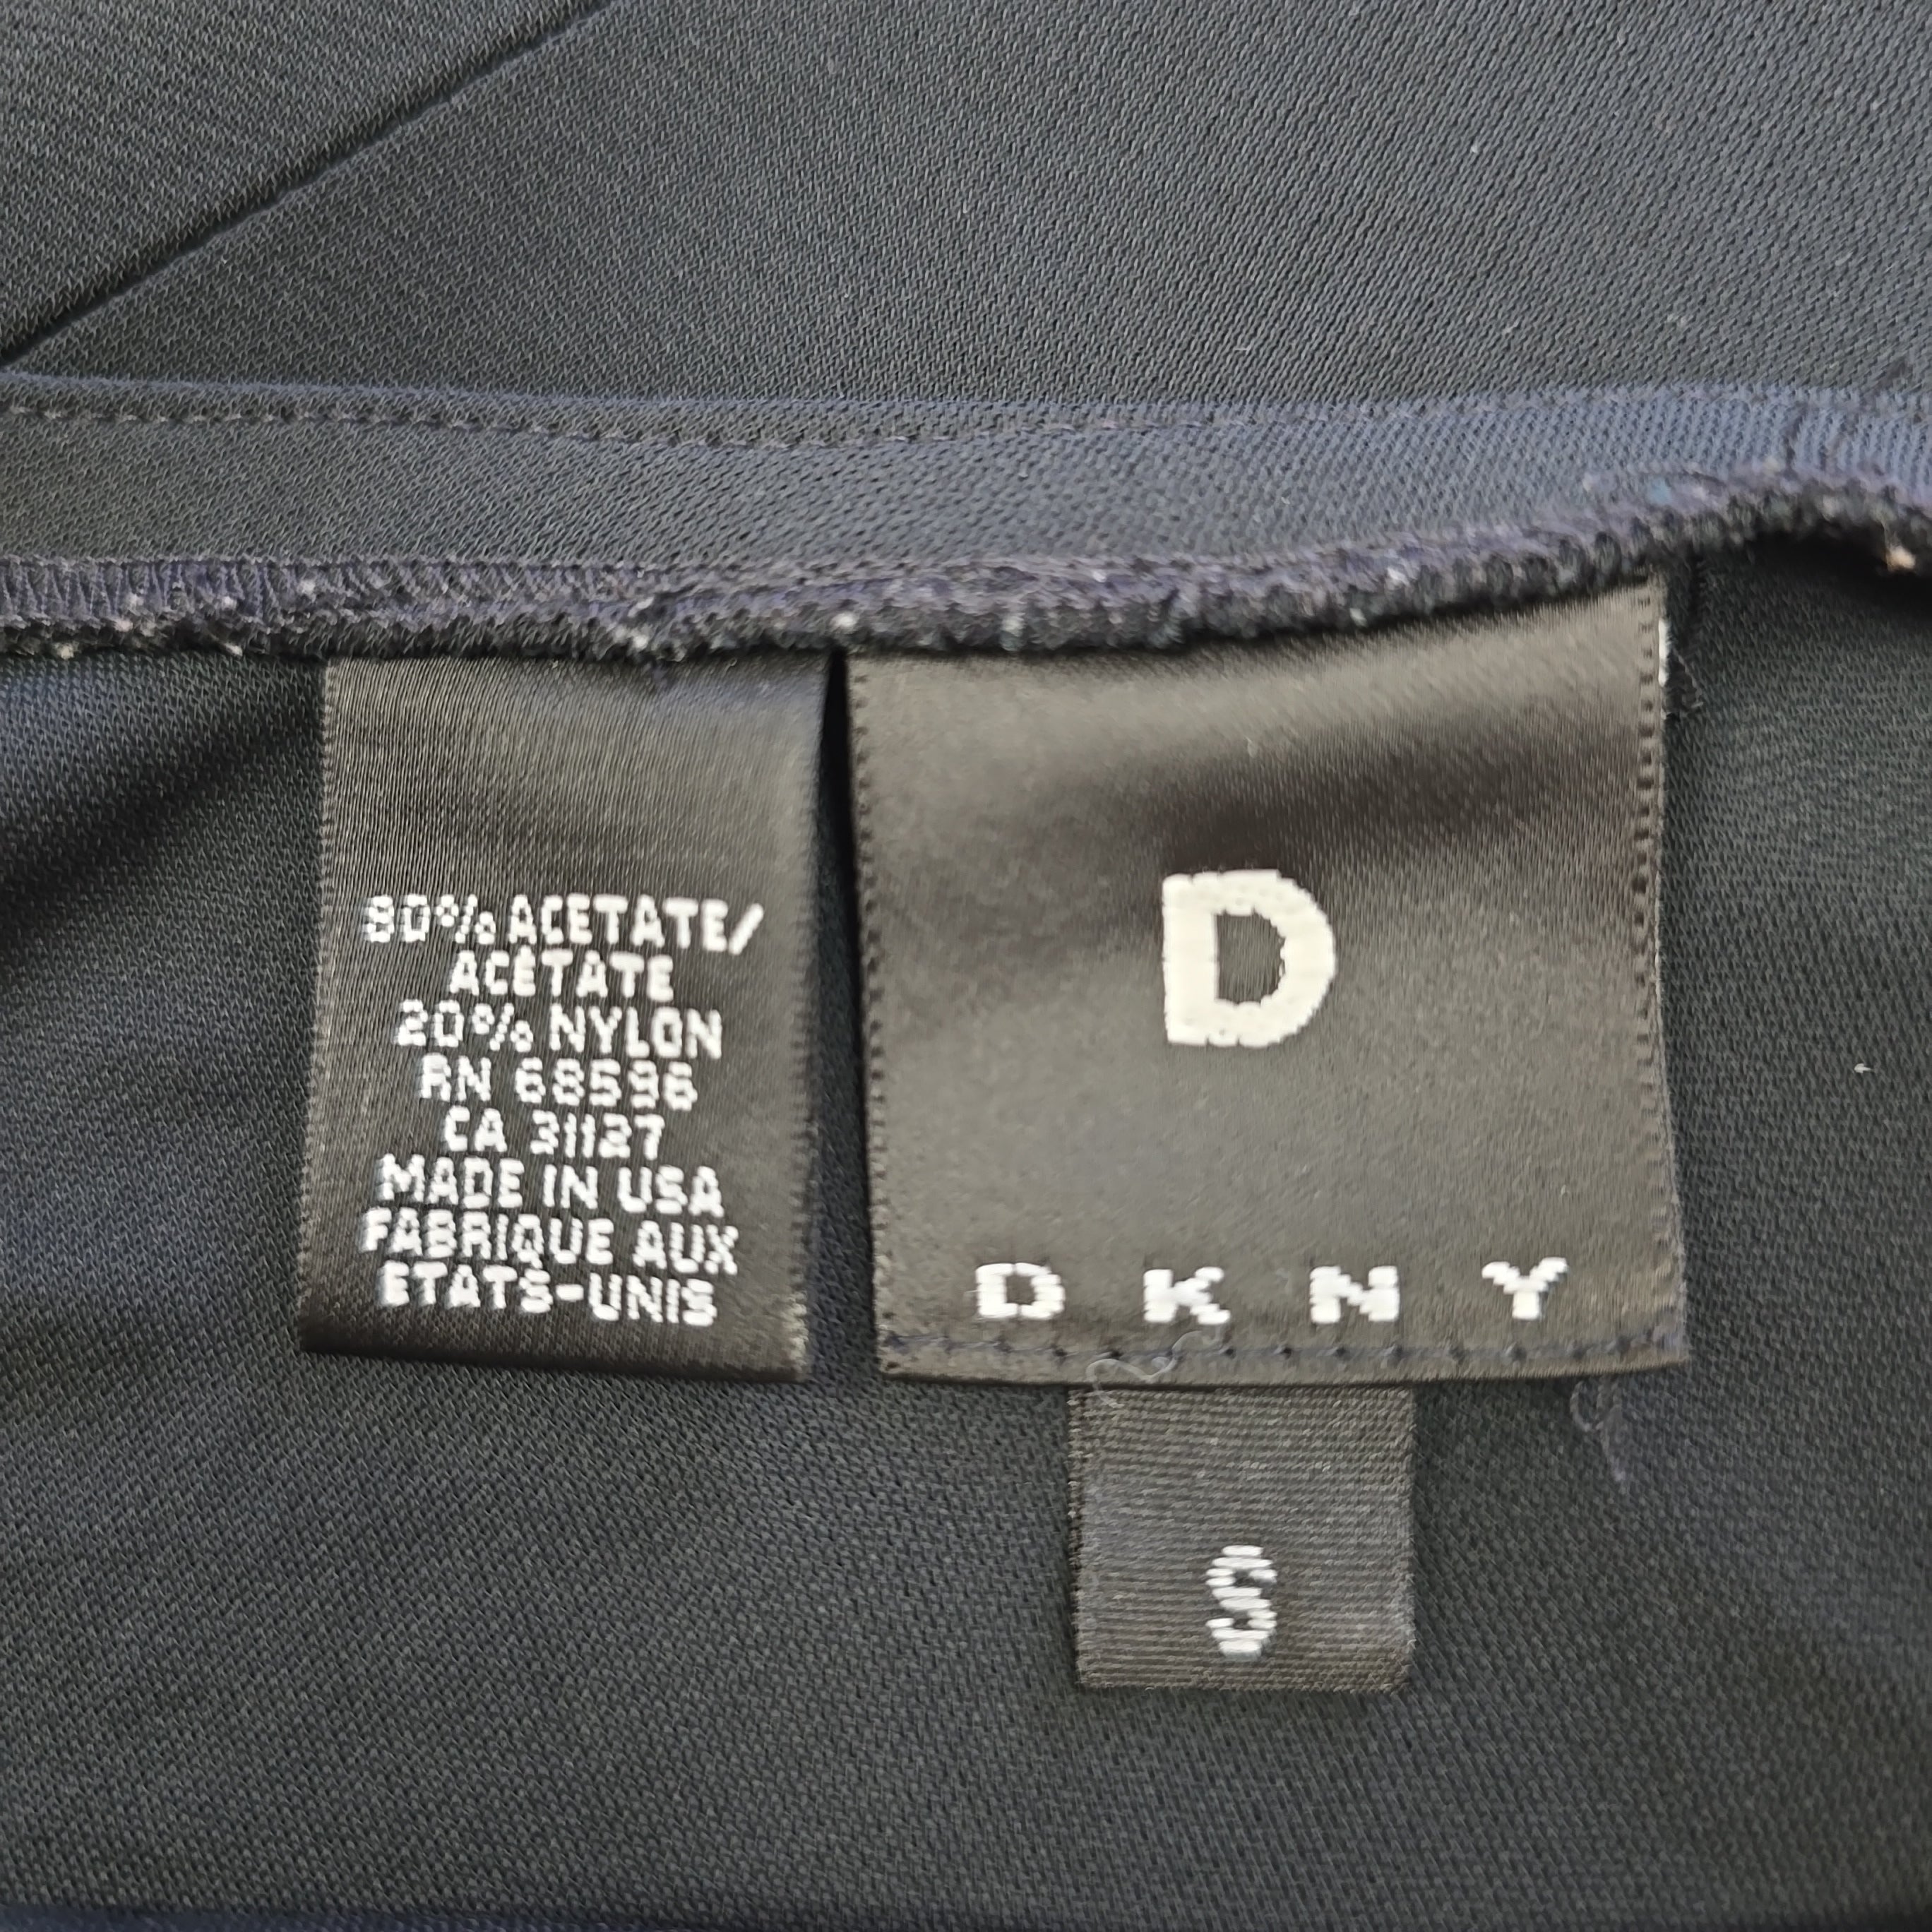 80% ACETATE/
ACÉTATE
20% NYLON
RN 68596
CA 31127
MADE IN USA
FABRIQUE AUX
ETATS-UNIS
D
DKNY
S